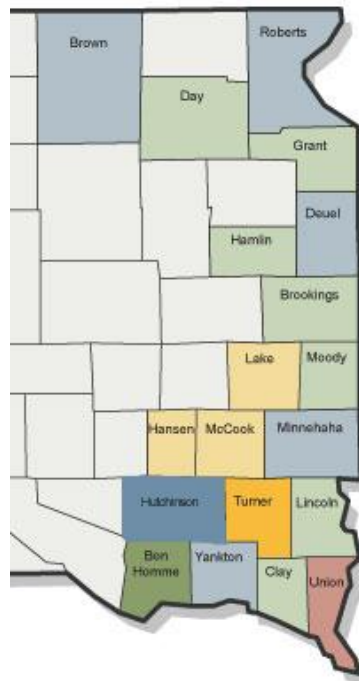 Roberts
Brown
Day
Grant
Deuel
Hamlin
Brookings
Lake
Moody
Hansen
McCook
Minnehaha
Hutchinson
Turner
Lincoln
Bon
Homme
Yankton
Clay
Union